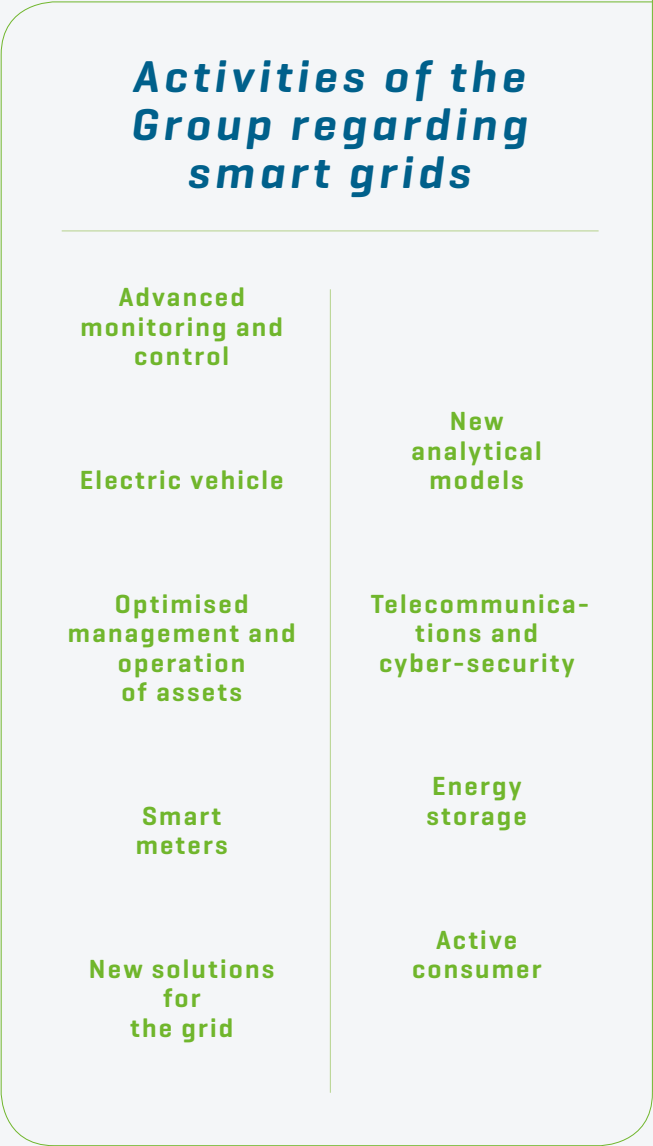 Activities of the
Group regarding
smart grids
Advanced
monitoring and
control
Electric vehicle
Optimised
management and
operation
of assets
Smart
meters
New solutions
for
the grid
New
analytical
models
Telecommunica-
tions and
cyber-security
Energy
storage
Active
consumer